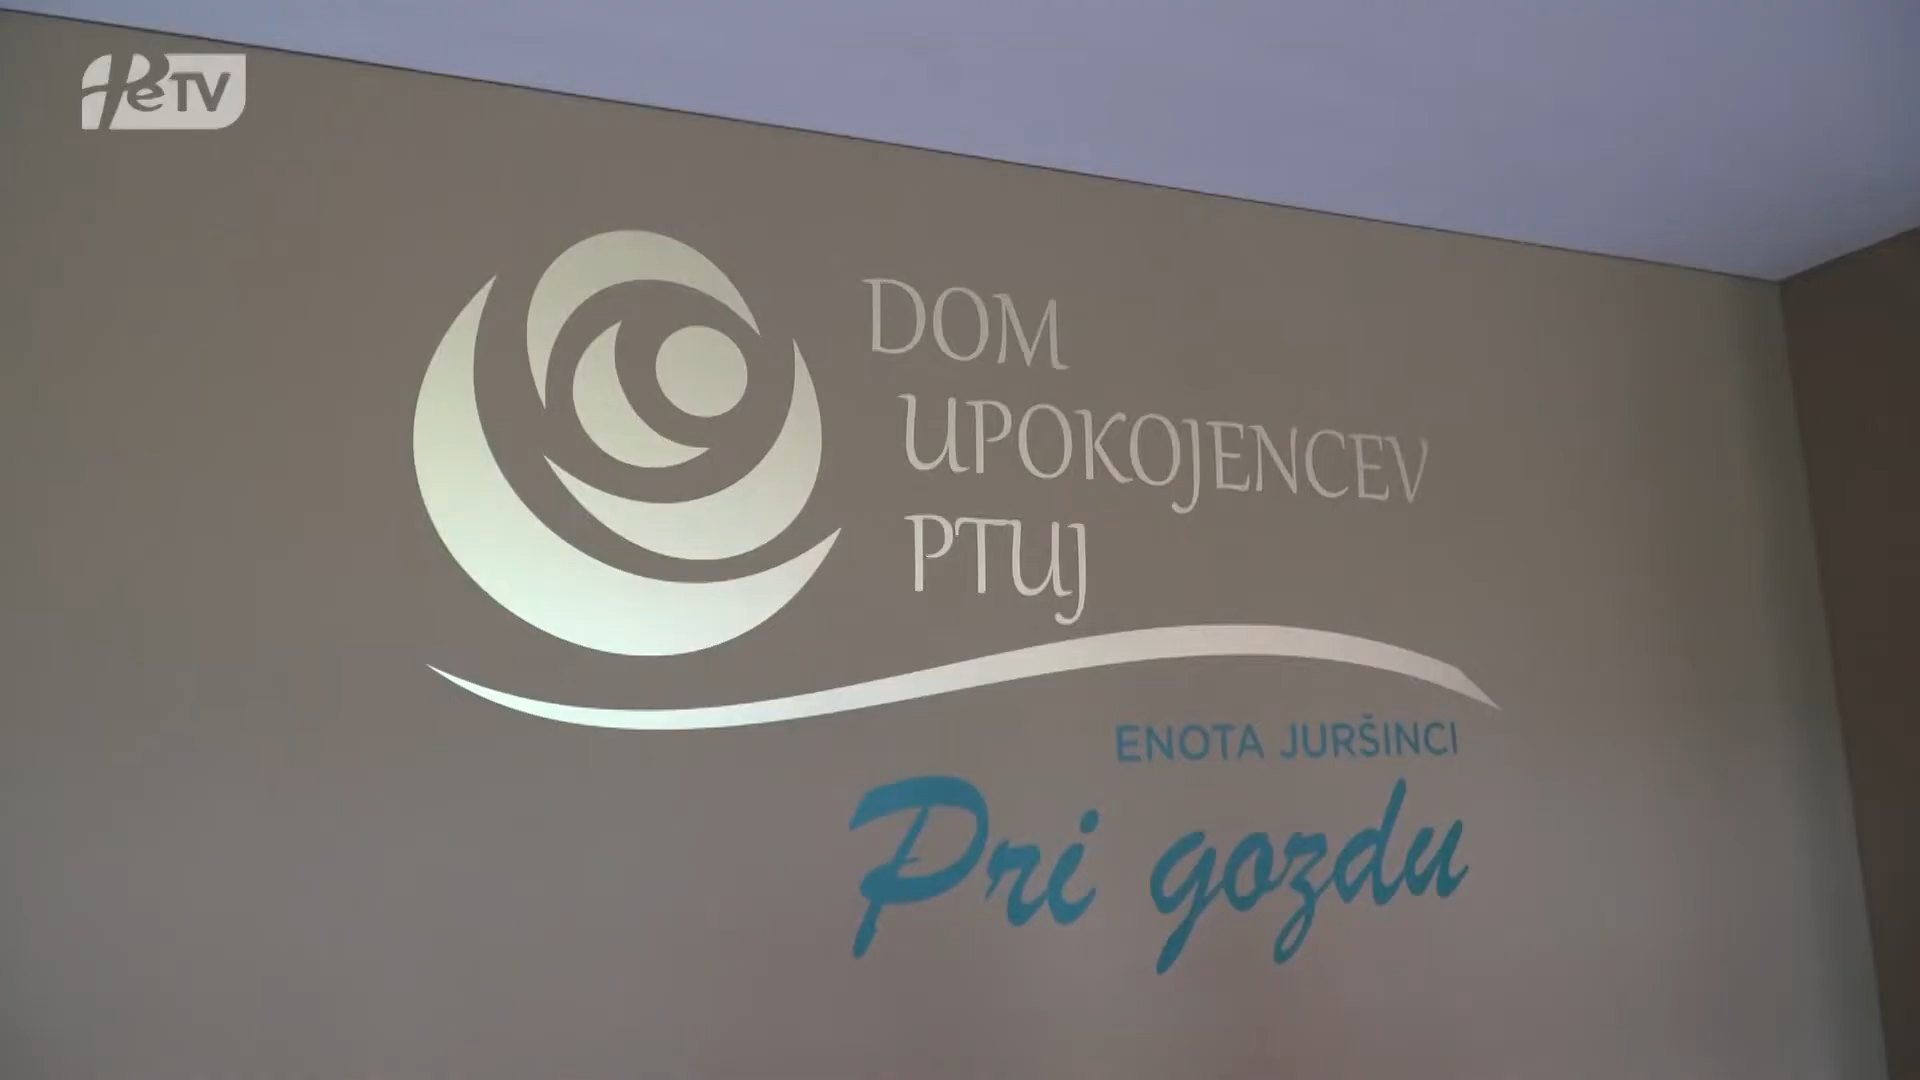 PeTV
DOM
UPOKOJENCEV
PTUJ
ENOTA JURŠINCI
Pri gozdu